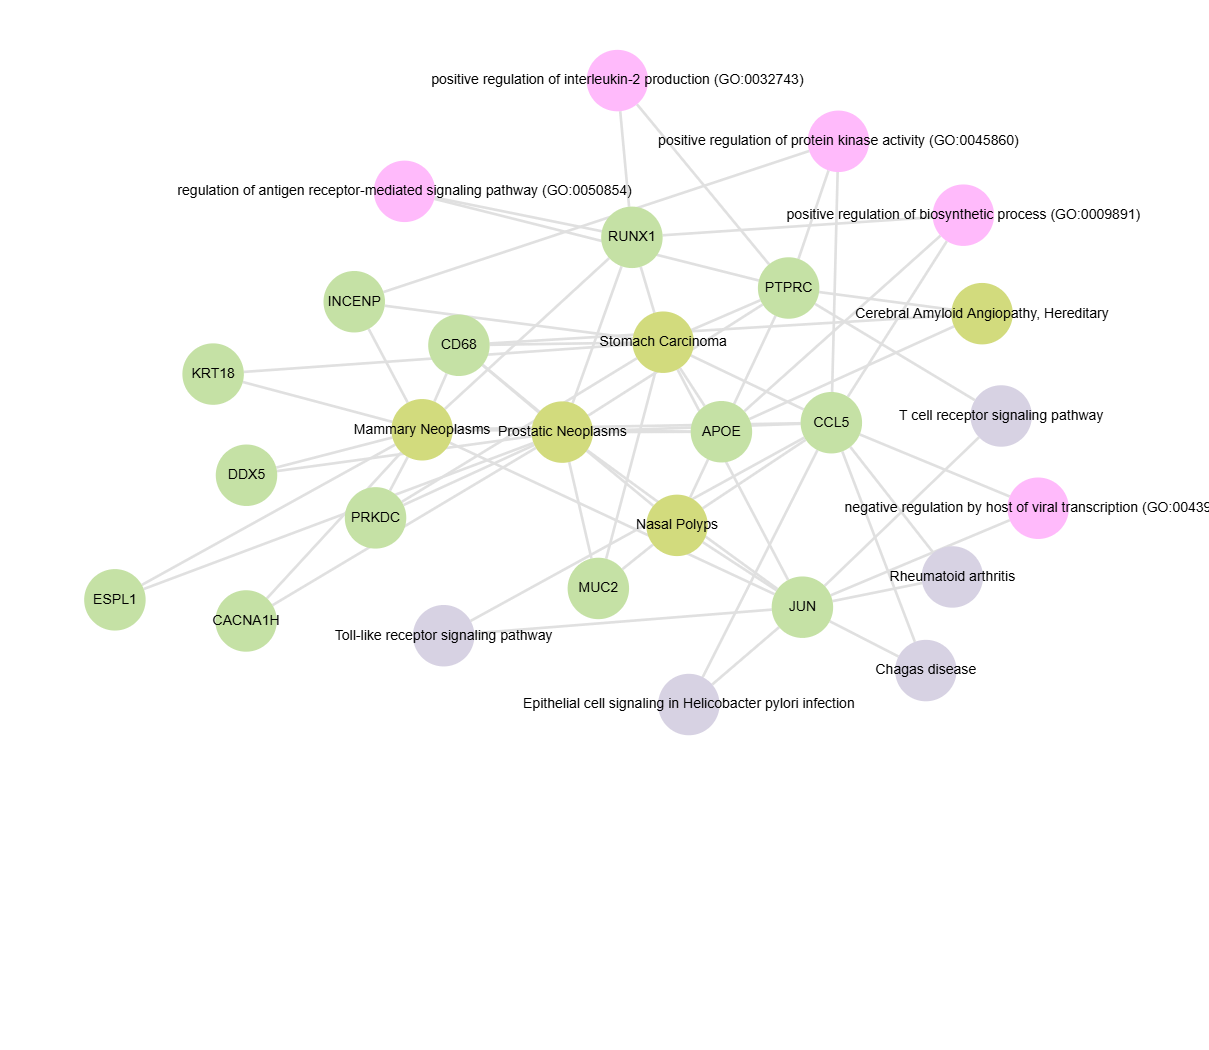 positive regulation of interleukin-2 production (GO:0032743)
positive regulation of protein kinase activity (GO:0045860)
regulation of antigen receptor-mediated signaling pathway (GO:0050854)
positive regulation of biosynthetic process (GO:0009891)
RUNX1
PTPRC
INCENP
Cerebral Amyloid Angiopathy, Hereditary
Stomach Carcinoma
CD68
KRT18
T cell receptor signaling pathway
CCL5
Mammary Neoplasms
Prostatic Neoplasms
APOE
DDX5
negative regulation by host of viral transcription (GO:00439
PRKDC
Nasal Polyps
Rheumatoid arthritis
MUC2
ESPL1
JUN
CACNA1H
Toll-like receptor signaling pathway
Chagas disease
Epithelial cell signaling in Helicobacter pylori infection